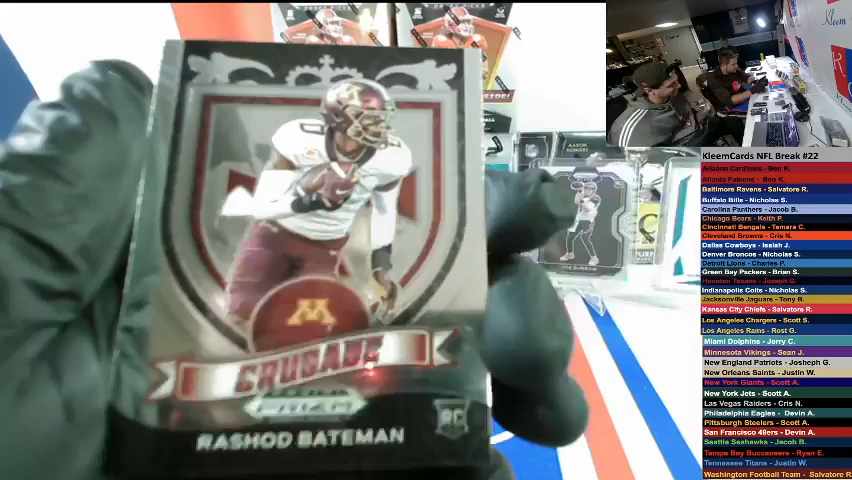 AARON
RODGERS
M
CRUSADE
PRIZM
RC
RASHOD BATEMAN
JOE BURROW
Kleem
KleemCards NFL Break #22
Arizona Cardinals - Ben K.
Atlanta Falcons - Ben K.
Baltimore Ravens - Salvatore R.
Buffalo Bills - Nicholas S.
Carolina Panthers - Jacob B.
Chicago Bears - Keith P.
Cincinnati Bengals - Tamara C.
Cleveland Browns - Cris N.
Dallas Cowboys - Isaiah J.
Denver Broncos - Nicholas S.
Detroit Lions - Charles P.
Green Bay Packers - Brian S.
Houston Texans - Joseph G.
Indianapolis Colts - Nicholas S.
Jacksonville Jaguars - Tony B.
Kansas City Chiefs - Salvatore R.
Los Angeles Chargers - Scott S.
Los Angeles Rams - Rost G.
Miami Dolphins - Jerry C.
Minnesota Vikings - Sean J.
New England Patriots - Josheph G.
New Orleans Saints - Justin W.
New York Giants - Scott A.
New York Jets - Scott A.
Las Vegas Raiders - Cris N.
Philadelphia Eagles - Devin A.
Pittsburgh Steelers - Scott A.
San Francisco 49ers - Devin A.
Seattle Seahawks - Jacob B.
Tampa Bay Buccaneers - Ryan E.
Tennessee Titans - Justin W.
Washington Football Team - Salvatore R